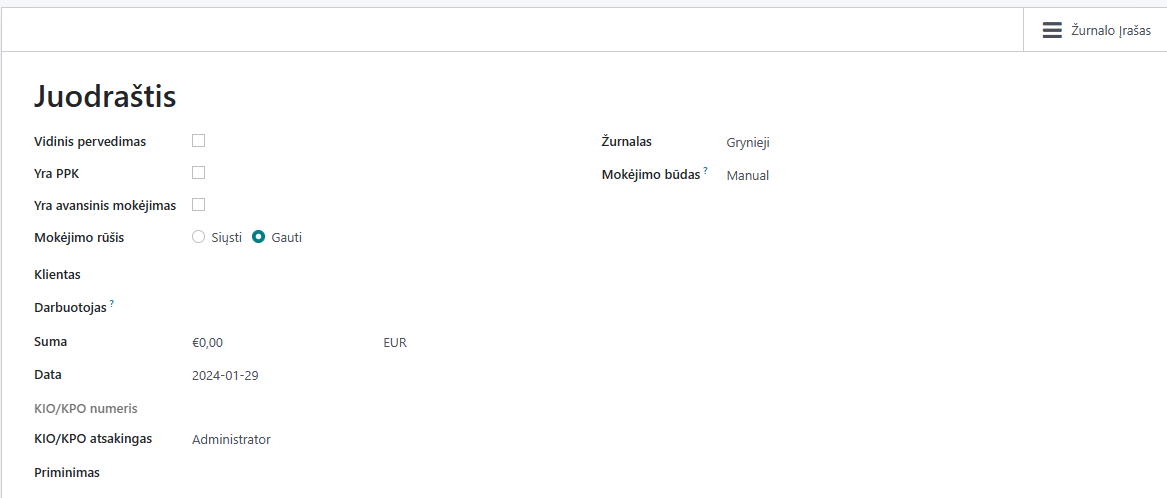 Žurnalo Įrašas
Juodraštis
Vidinis pervedimas
Yra PPK
Yra avansinis mokėjimas
Mokėjimo rūšis Siųsti Gauti
Klientas
Darbuotojas ?
Suma €0,00 EUR
Data 2024-01-29
KIO/KPO numeris
KIO/KPO atsakingas Administrator
Priminimas
Žurnalas Grynieji
Mokėjimo būdas ? Manual